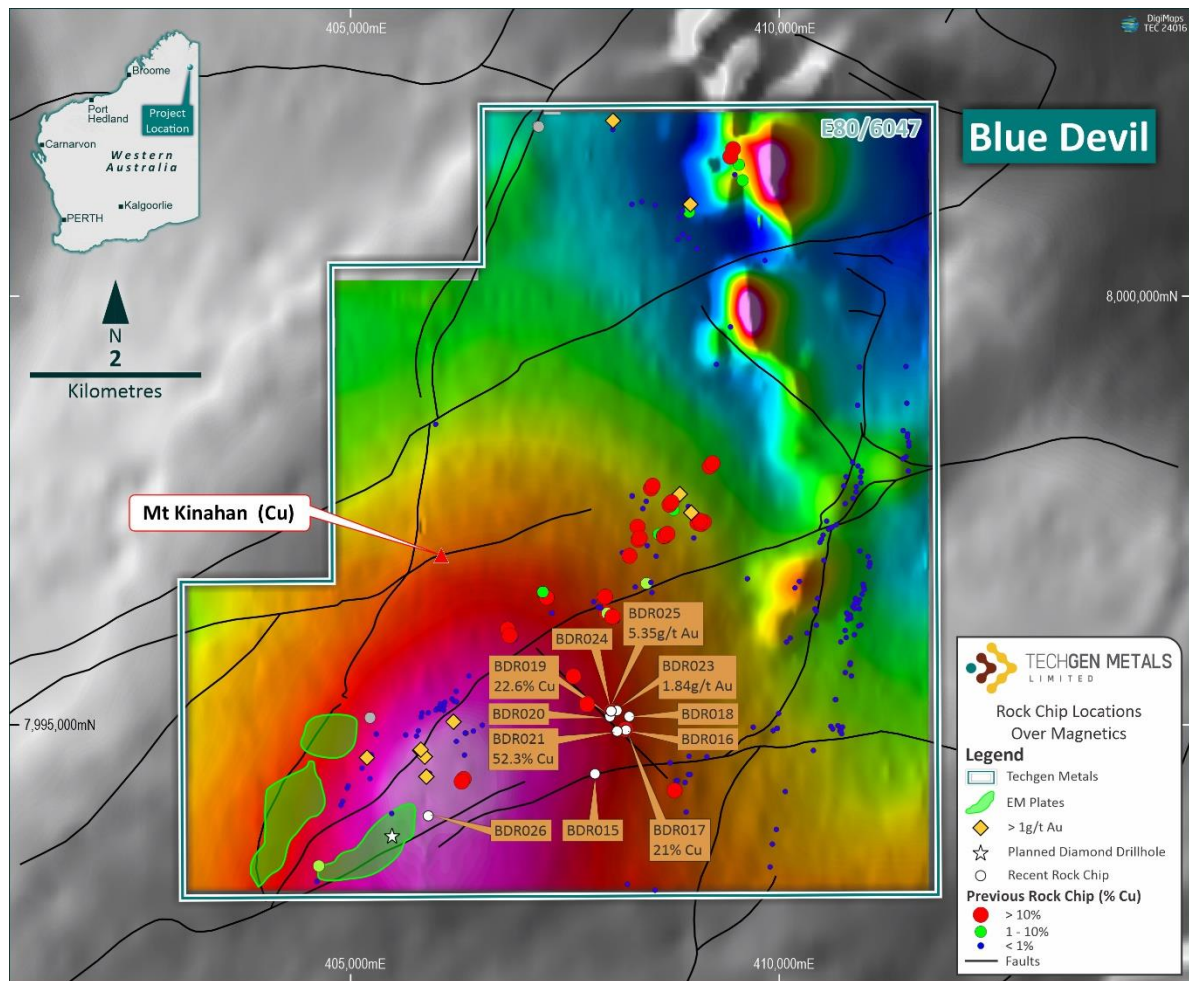 405,000mE
410,000mE
DigiMaps
TEC 24016
Broome
Port
Hedland
Project
Location
Carnarvon
Western
Australia
Kalgoorlie
PERTH
E80/6047
Blue Devil
N
2
Kilometres
8,000,000mN
Mt Kinahan (Cu)
BDR025
5.35g/t Au
BDR024
BDR019
22.6% Cu
BDR023
1.84g/t Au
BDR020
BDR018
BDR021
52.3% Cu
BDR016
7,995,000mN
BDR026
BDR015
BDR017
21% Cu
TECHGEN METALS
LIMITED
Rock Chip Locations
Over Magnetics
Legend
Techgen Metals
EM Plates
> 1g/t Au
Planned Diamond Drillhole
Recent Rock Chip
Previous Rock Chip (% Cu)
> 10%
1 - 10%
< 1%
Faults
405,000mE
410,000mE